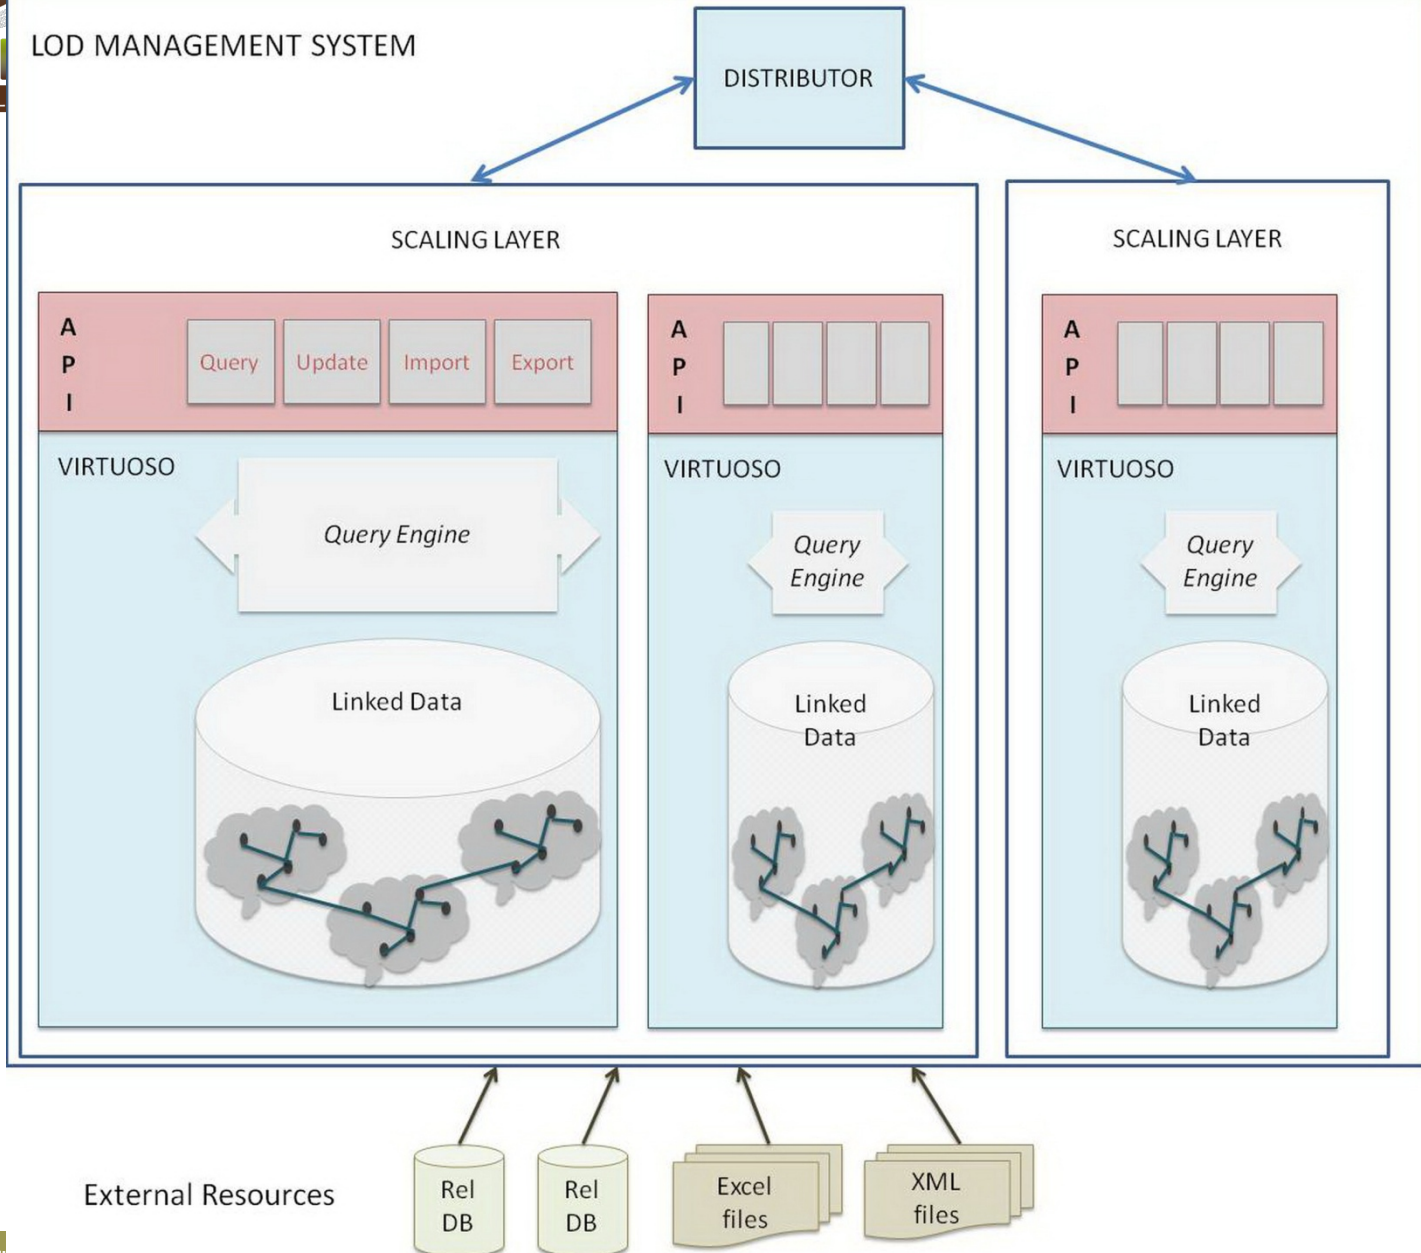 LOD MANAGEMENT SYSTEM
DISTRIBUTOR
SCALING LAYER
SCALING LAYER
A
P
I
Query
Update
Import
Export
A
P
I
A
P
I
VIRTUOSO
Query Engine
Linked Data
VIRTUOSO
Query
Engine
Linked
Data
VIRTUOSO
Query
Engine
Linked
Data
External Resources
Rel
DB
Rel
DB
Excel
files
XML
files